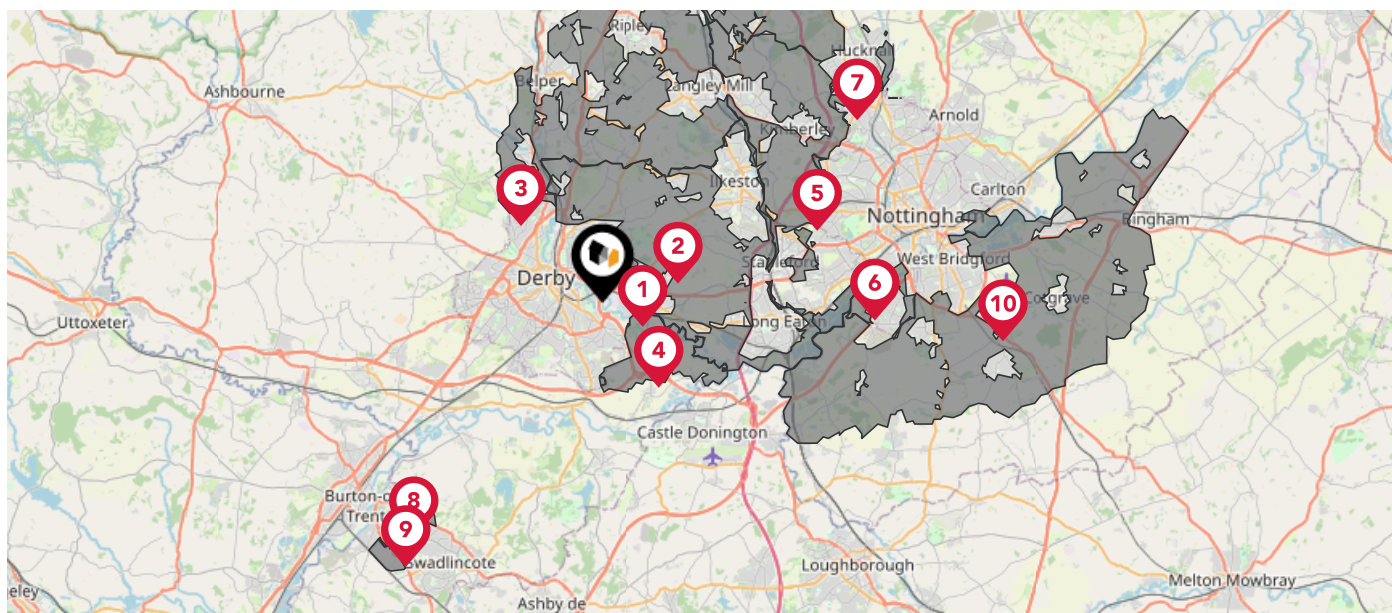 Ripley
Hucknall
Belper
Langley Mill
7
Ashbourne
Arnold
Kimberley
3
Ilkeston
5
Carlton
Nottingham
Bingham
2
Derby
Stapleford
West Bridgford
1
6
10
Cotgrave
Uttoxeter
Long Eaton
4
Castle Donington
8
Burton-o
Trent
9
Swadlincote
Loughborough
eley
Ashby de
Melton Mowbray